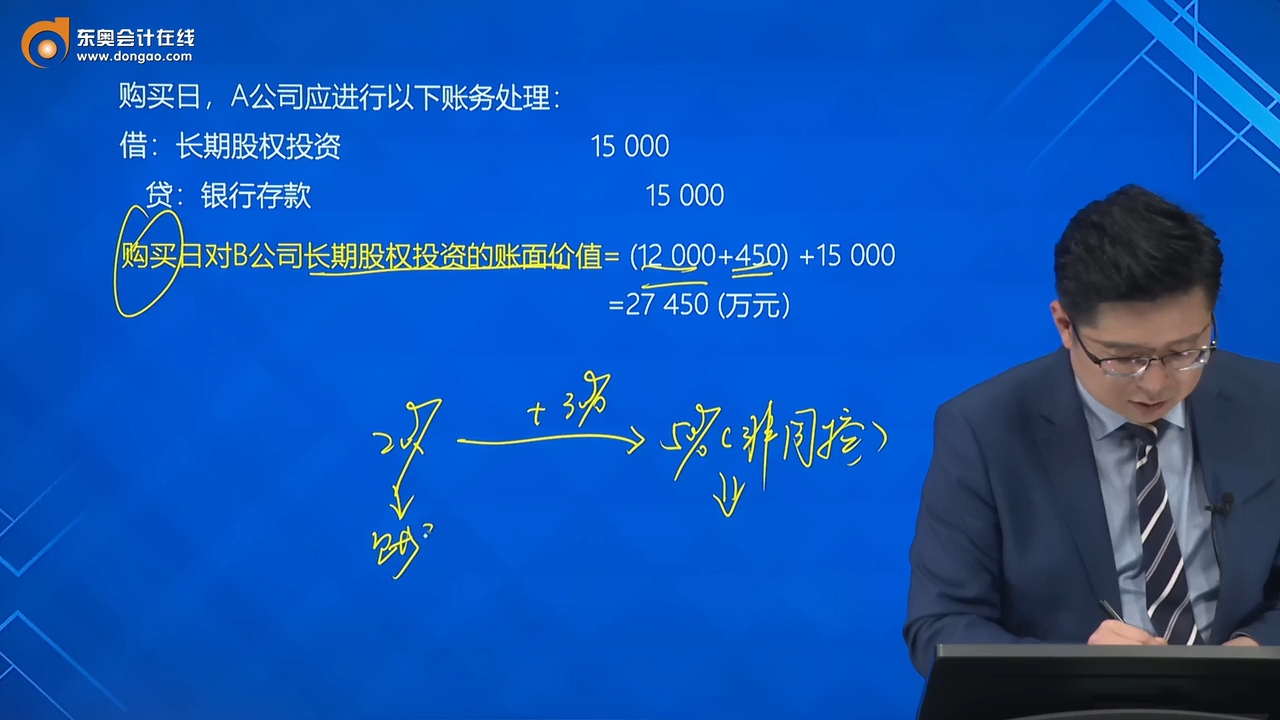 东奥会计在线
www.dongao.com
购买日，A公司应进行以下账务处理：
借：长期股权投资 15 000
贷：银行存款 15 000
购买日对B公司长期股权投资的账面价值= (12 000+450) +15 000
=27 450 (万元)
20% +30% 50%(非同控)